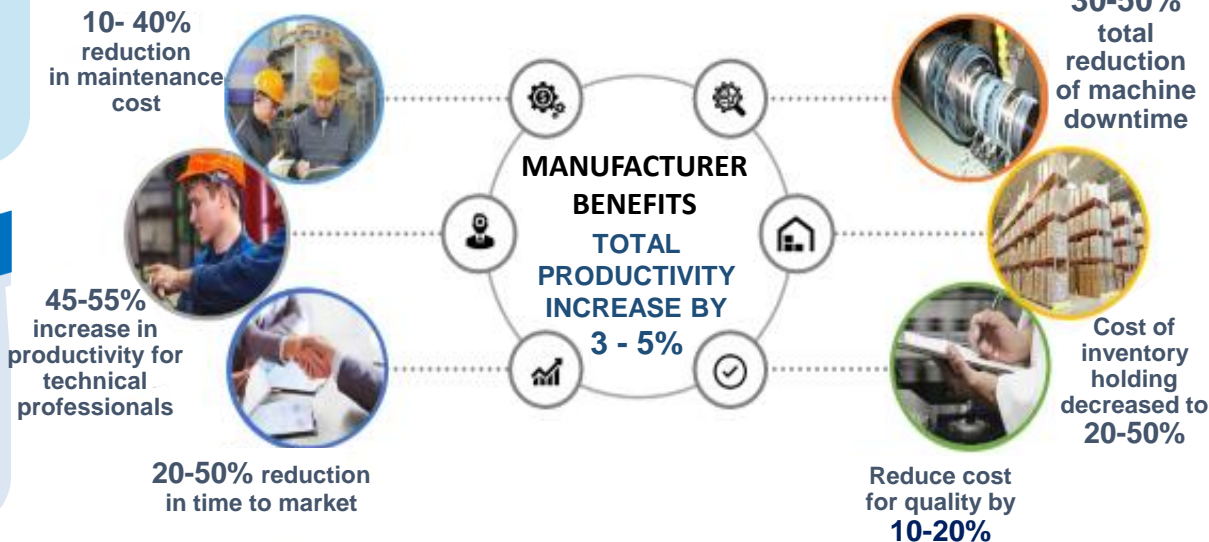 10- 40%
reduction
in maintenance
cost
45-55%
increase in
productivity for
technical
professionals
20-50% reduction
in time to market
MANUFACTURER
BENEFITS
TOTAL
PRODUCTIVITY
INCREASE BY
3 - 5%
30-50%
total
reduction
of machine
downtime
Cost of
inventory
holding
decreased to
20-50%
Reduce cost
for quality by
10-20%